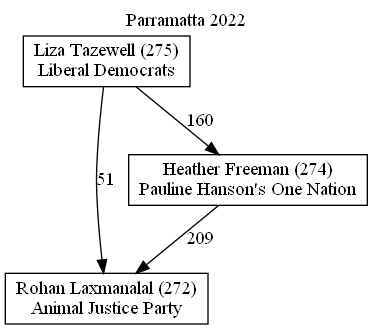 Parramatta 2022
Liza Tazewell (275)
Liberal Democrats
160
51
Heather Freeman (274)
Pauline Hanson's One Nation
209
Rohan Laxmanalal (272)
Animal Justice Party